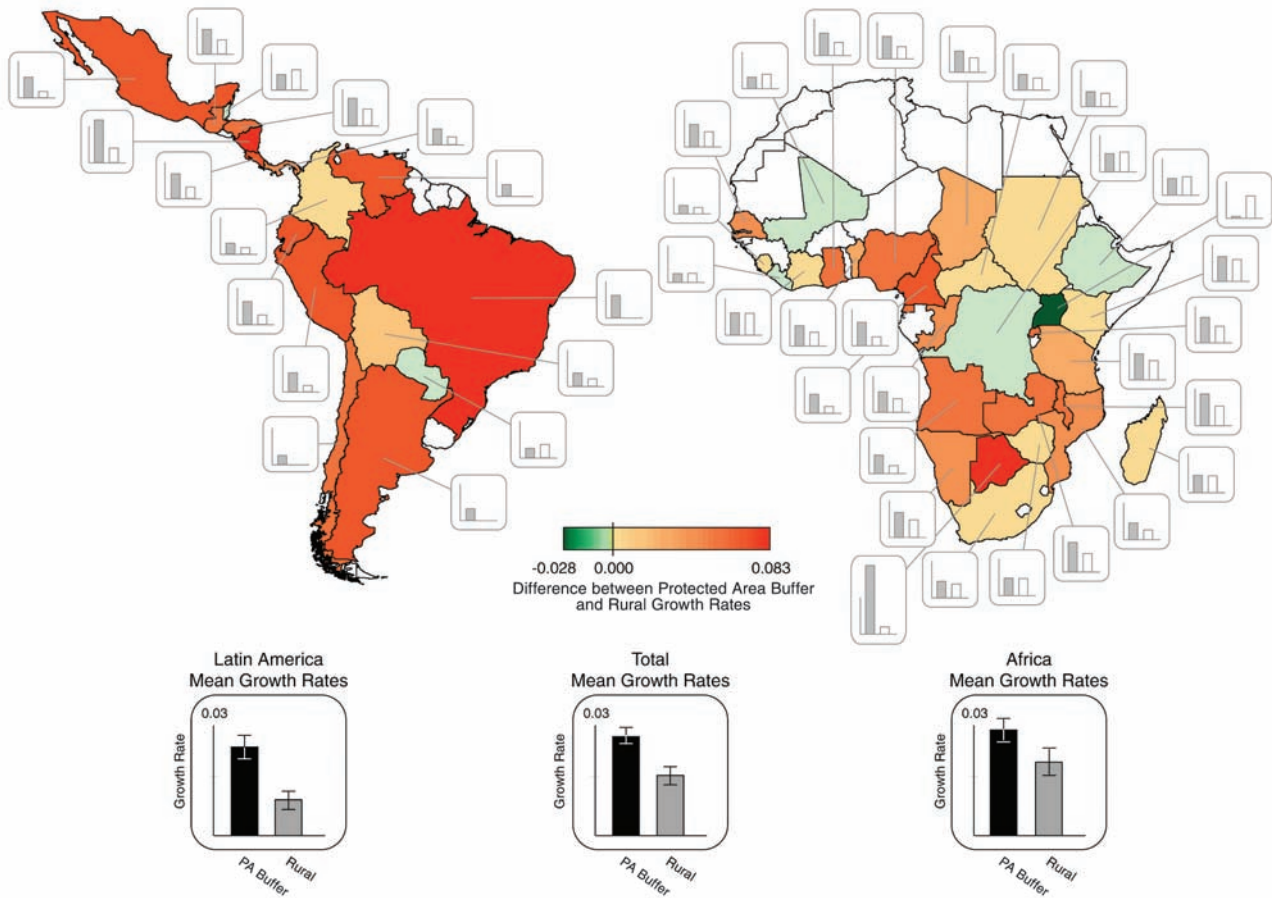 -0.028
0.000
0.083
Difference between Protected Area Buffer
and Rural Growth Rates
Latin America
Mean Growth Rates
0.03
Growth Rate
PA Buffer
Rural
Total
Mean Growth Rates
0.03
Growth Rate
PA Buffer
Rural
Africa
Mean Growth Rates
0.03
Growth Rate
PA Buffer
Rural